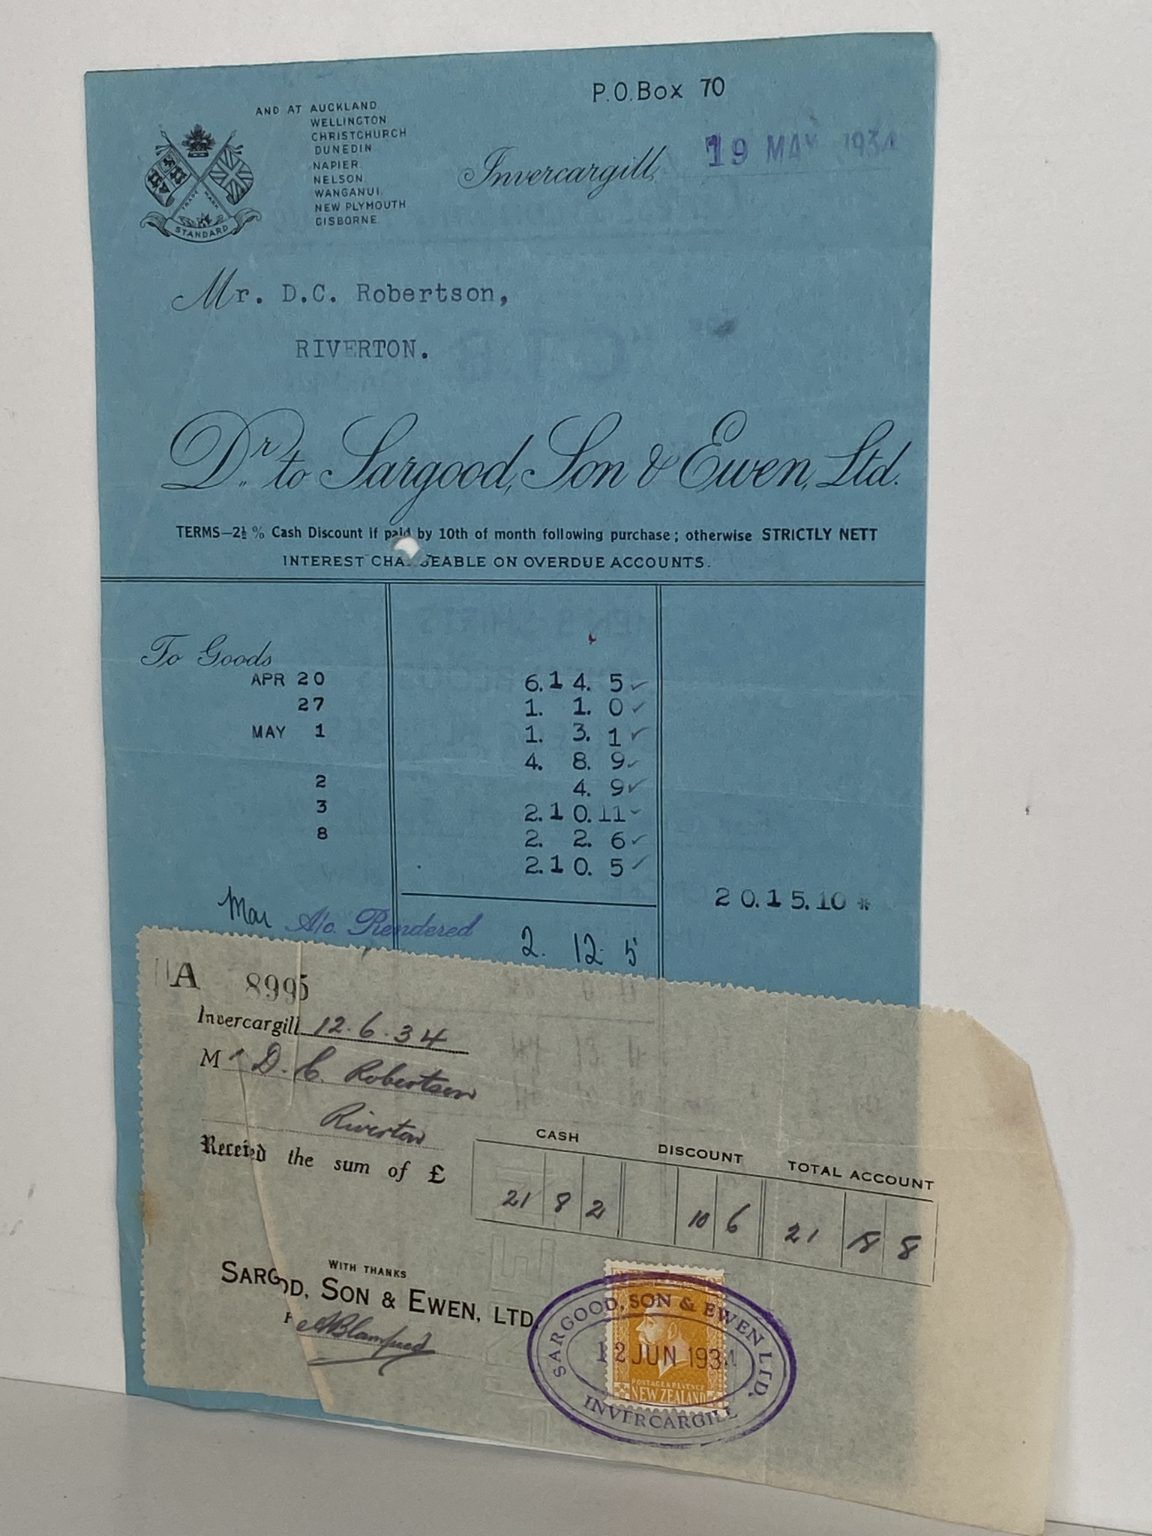 P.O. Box 70
AND AT AUCKLAND
WELLINGTON
CHRISTCHURCH
DUNEDIN
NAPIER
NELSON
WANGANUI
NEW PLYMOUTH
GISBORNE
TRADE MARK
STANDARD
Invercargill, 19 MAY 1934
Mr. D.C. Robertson,
RIVERTON.
Dr. to Sargood, Son & Ewen, Ltd.
TERMS—2½ % Cash Discount if paid by 10th of month following purchase; otherwise STRICTLY NETT
INTEREST CHARGEABLE ON OVERDUE ACCOUNTS.
To Goods
APR 20 6.14. 5
27 1. 1. 0
MAY 1 1. 3. 1
4. 8. 9
2 4. 9
3 2.10.11
8 2. 2. 6
2.10. 5
20.15.10 *
Mar A/c. Rendered 2. 12. 5
A 8995
Invercargill 12.6.34
Mr D. C. Robertson
Riverton
Received the sum of £
CASH DISCOUNT TOTAL ACCOUNT
21 8 2 10 6 21 18 8
WITH THANKS
SARGOOD, SON & EWEN, LTD
SARGOOD, SON & EWEN LTD.
12 JUN 1934
INVERCARGILL
POSTAGE & REVENUE
NEW ZEALAND